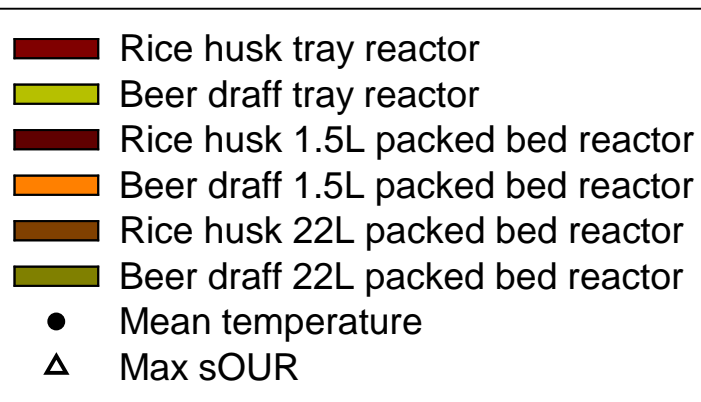 Rice husk tray reactor
Beer draff tray reactor
Rice husk 1.5L packed bed reactor
Beer draff 1.5L packed bed reactor
Rice husk 22L packed bed reactor
Beer draff 22L packed bed reactor
Mean temperature
Max sOUR